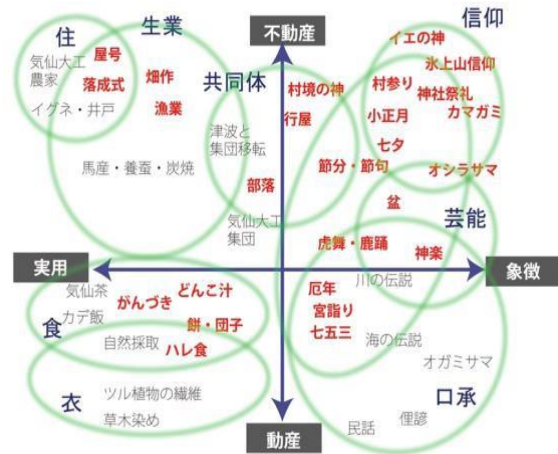 不動産
信仰
生業
住
屋号
気仙大工
農家
落成式
イグネ・井戸
畑作
漁業
馬産・養蚕・炭焼
共同体
津波と
集団移転
部落
気仙大工
集団
村境の神
行屋
イエの神
氷上山信仰
村参り
神社祭礼
小正月
カマガミ
七夕
節分・節句
オシラサマ
盆
芸能
虎舞・鹿踊
神楽
実用
象徴
気仙茶
がんづき
どんこ汁
カデ飯
餅・団子
食
自然採取
ハレ食
衣
ツル植物の繊維
草木染め
厄年
川の伝説
宮詣り
七五三
海の伝説
オガミサマ
口承
民話
俚諺
動産